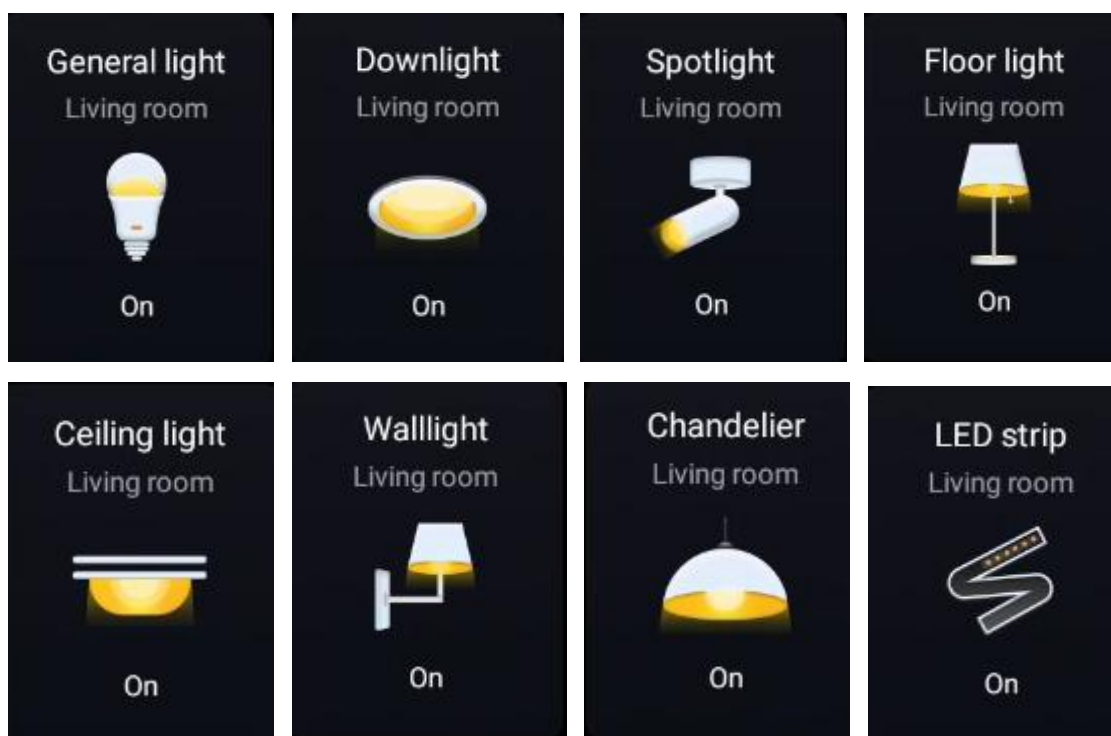 General light
Living room
On
Downlight
Living room
On
Spotlight
Living room
On
Floor light
Living room
On
Ceiling light
Living room
On
Walllight
Living room
On
Chandelier
Living room
On
LED strip
Living room
On